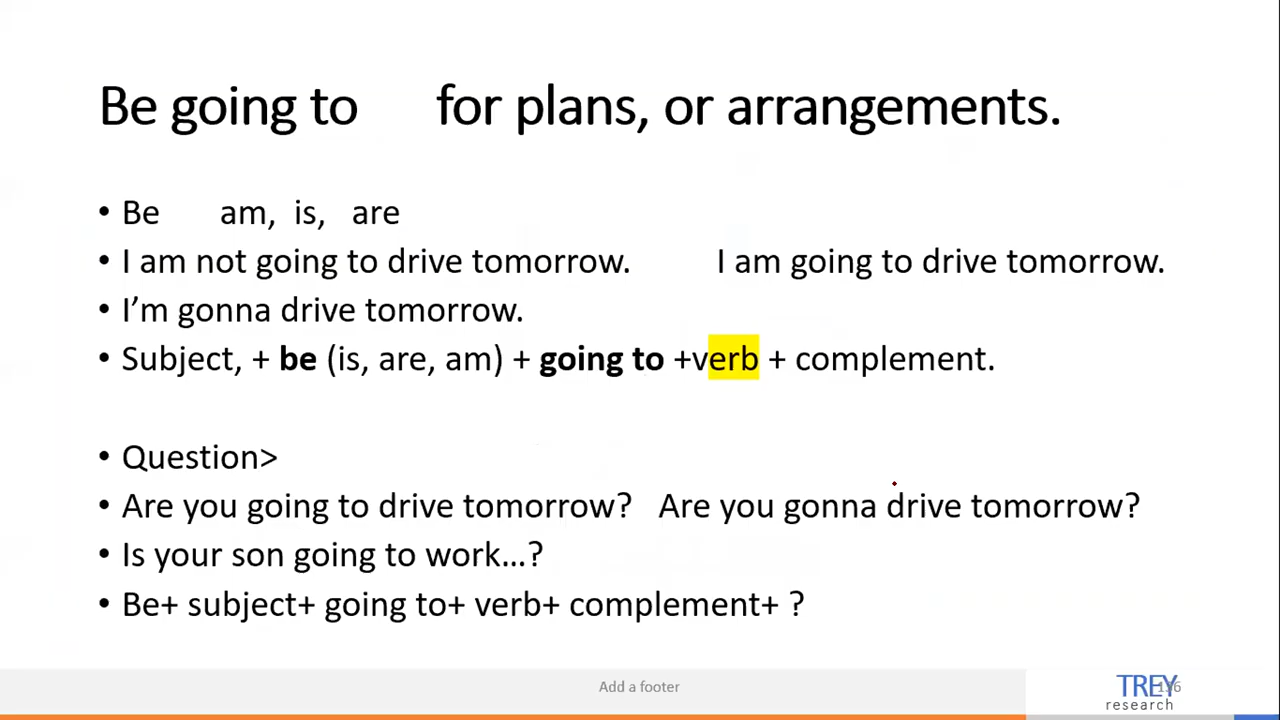 Be going to for plans, or arrangements.
• Be am, is, are
• I am not going to drive tomorrow. I am going to drive tomorrow.
• I’m gonna drive tomorrow.
• Subject, + be (is, are, am) + going to +verb + complement.
• Question>
• Are you going to drive tomorrow? Are you gonna drive tomorrow?
• Is your son going to work...?
• Be+ subject+ going to+ verb+ complement+ ?
Add a footer
TREY
research